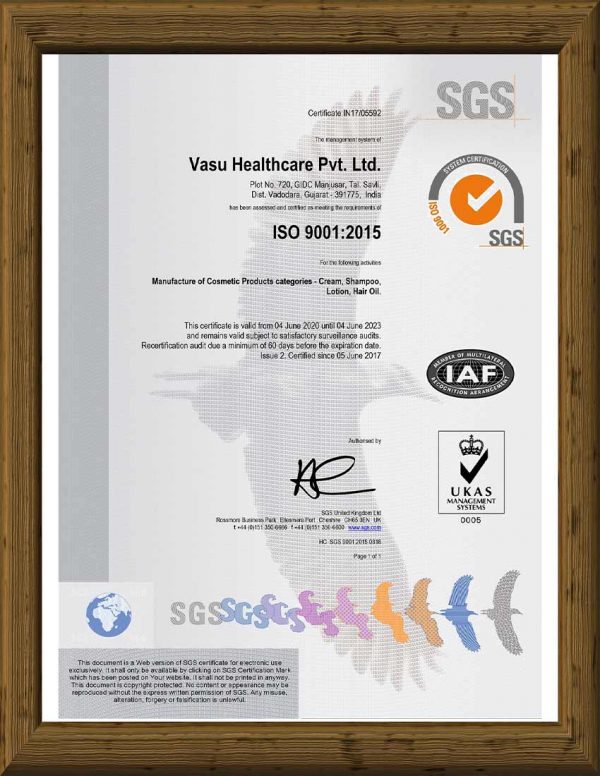 SGS
Certificate IN17/05592
The management system of
Vasu Healthcare Pvt. Ltd.
Plot No. 720, GIDC Manjusar, Tal. Savli,
Dist. Vadodara, Gujarat - 391775, India
has been assessed and certified as meeting the requirements of
ISO 9001:2015
For the following activities
Manufacture of Cosmetic Products categories - Cream, Shampoo,
Lotion, Hair Oil.
This certificate is valid from 04 June 2020 until 04 June 2023
and remains valid subject to satisfactory surveillance audits.
Recertification audit due a minimum of 60 days before the expiration date.
Issue 2. Certified since 05 June 2017
SYSTEM CERTIFICATION
ISO 9001
SGS
MEMBER OF MULTILATERAL
IAF
RECOGNITION ARRANGEMENT
Authorised by
SGS United Kingdom Ltd
Rossmore Business Park Ellesmere Port Cheshire CH65 3EN UK
t +44 (0)151 350-6666 f +44 (0)151 350-6600 www.sgs.com
HC SGS 9001 2015 0818
Page 1 of 1
UKAS
MANAGEMENT
SYSTEMS
0005
SGS SGS
This document is a Web version of SGS certificate for electronic use
exclusively. It shall only be available by clicking on SGS Certification Mark
which has been posted on Your website. It shall not be printed in anyway.
This document is copyright protected. No content or appearance may be
reproduced without the express written permission of SGS. Any misuse,
alteration, forgery or falsification is unlawful.